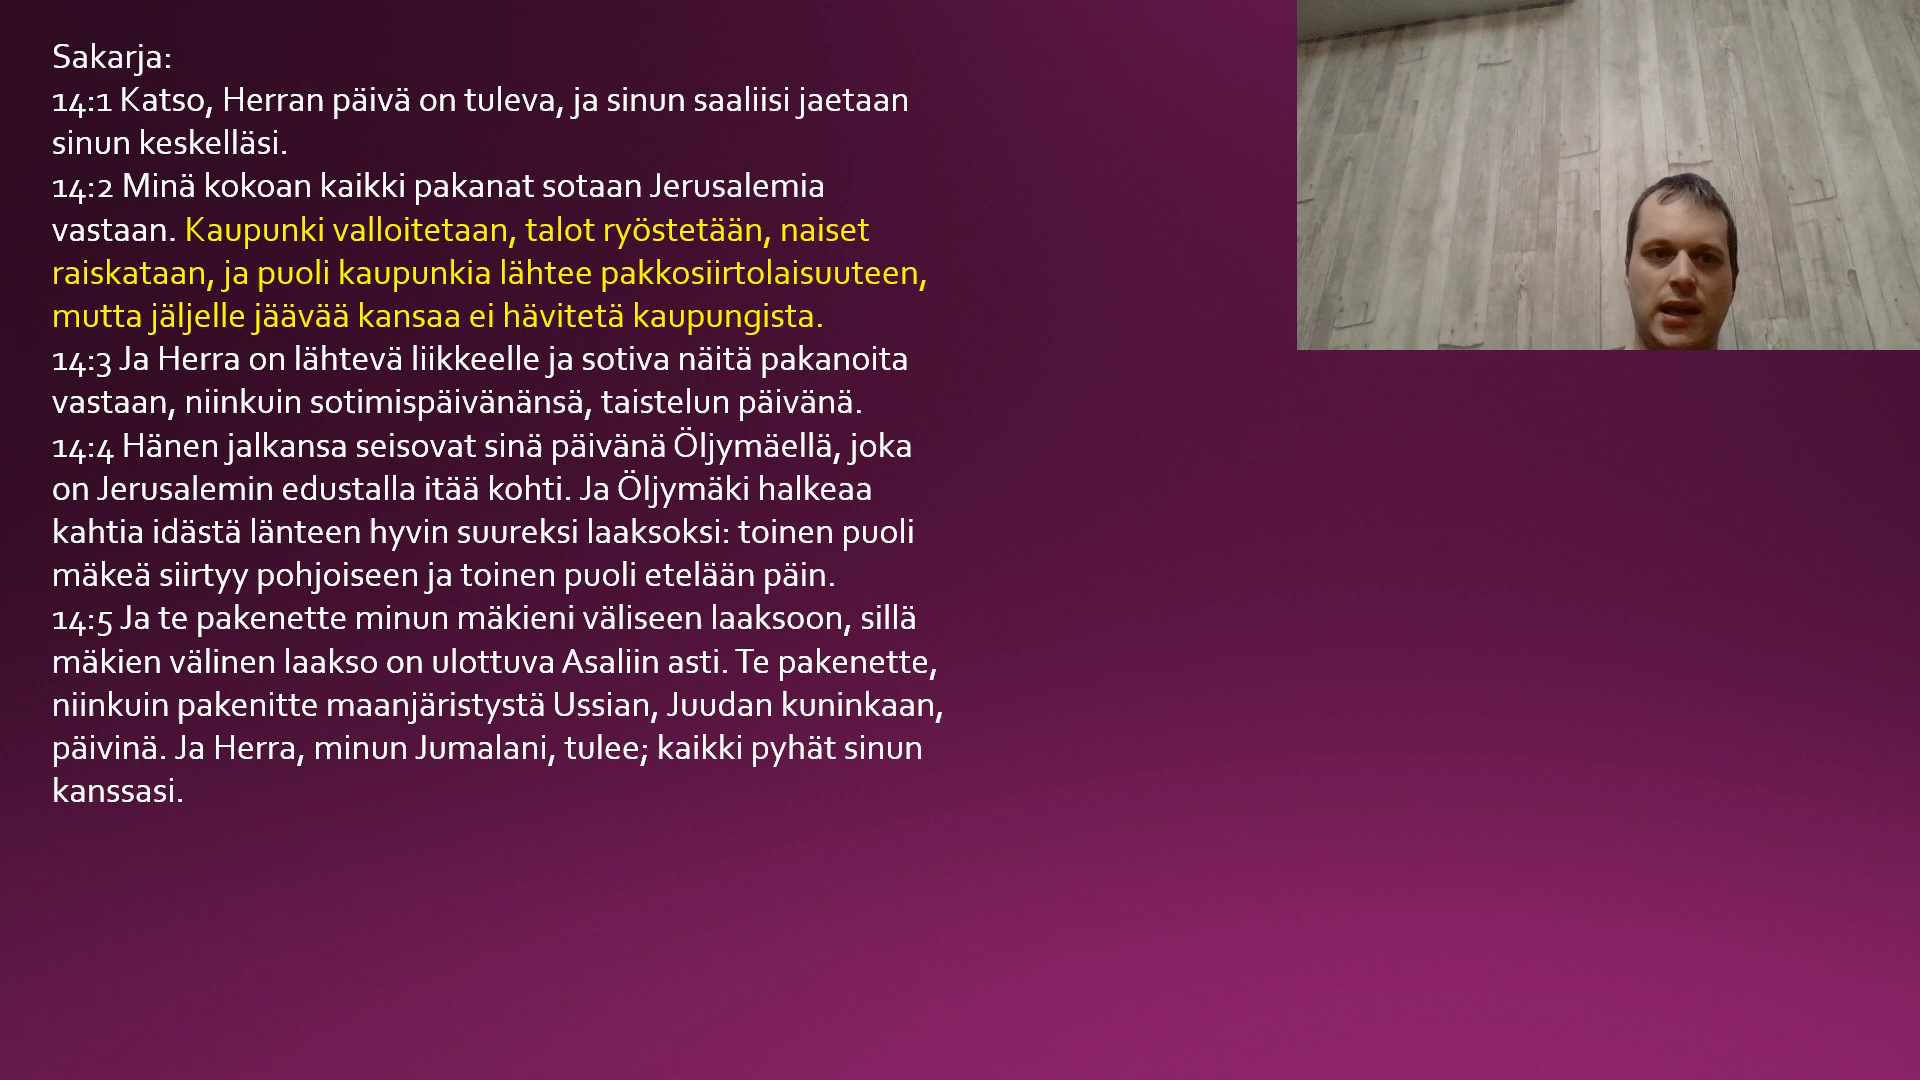 Sakarja:
14:1 Katso, Herran päivä on tuleva, ja sinun saaliisi jaetaan
sinun keskelläsi.
14:2 Minä kokoan kaikki pakanat sotaan Jerusalemia
vastaan. Kaupunki valloitetaan, talot ryöstetään, naiset
raiskataan, ja puoli kaupunkia lähtee pakkosiirtolaisuuteen,
mutta jäljelle jäävää kansaa ei hävitetä kaupungista.
14:3 Ja Herra on lähtevä liikkeelle ja sotiva näitä pakanoita
vastaan, niinkuin sotimispäivänänsä, taistelun päivänä.
14:4 Hänen jalkansa seisovat sinä päivänä Öljymäellä, joka
on Jerusalemin edustalla itää kohti. Ja Öljymäki halkeaa
kahtia idästä länteen hyvin suureksi laaksoksi: toinen puoli
mäkeä siirtyy pohjoiseen ja toinen puoli etelään päin.
14:5 Ja te pakenette minun mäkieni väliseen laaksoon, sillä
mäkien välinen laakso on ulottuva Asaliin asti. Te pakenette,
niinkuin pakenitte maanjäristystä Ussian, Juudan kuninkaan,
päivinä. Ja Herra, minun Jumalani, tulee; kaikki pyhät sinun
kanssasi.